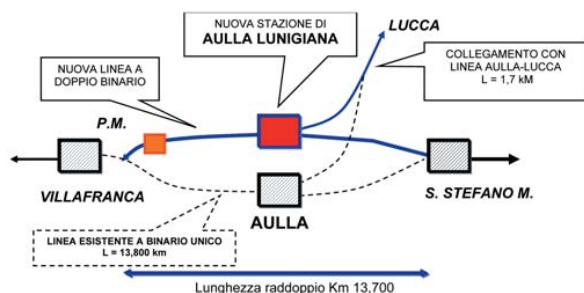 NUOVA STAZIONE DI
AULLA LUNIGIANA
LUCCA
COLLEGAMENTO CON
LINEA AULLA-LUCCA
L = 1,7 kM
NUOVA LINEA A
DOPPIO BINARIO
P.M.
VILLAFRANCA
AULLA
S. STEFANO M.
LINEA ESISTENTE A BINARIO UNICO
L = 13,800 km
Lunghezza raddoppio Km 13,700